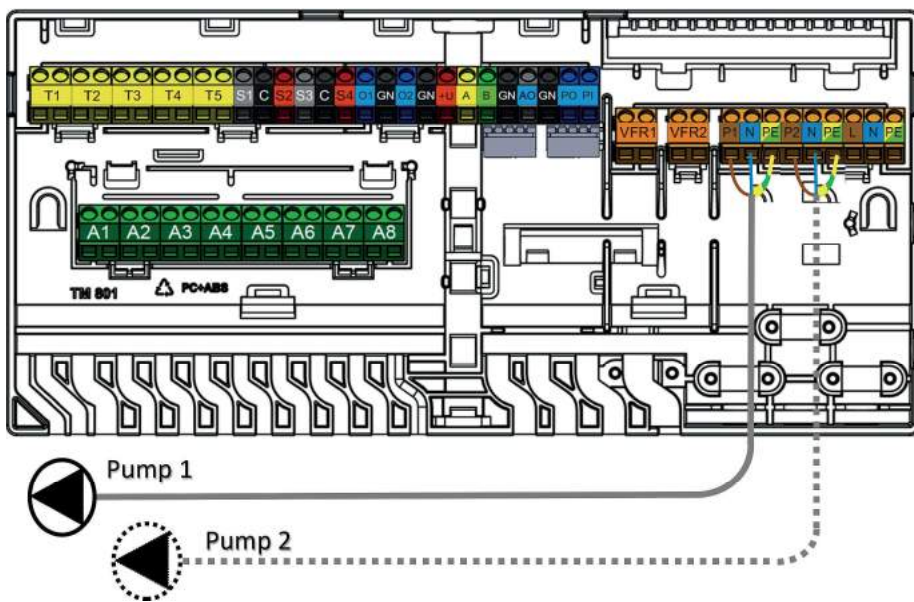 T1 T2 T3 T4 T5 S1 C S2 S3 C S4 O1 GN O2 GN +U A B GN AO GN PO PI
VFR1 VFR2 P1 N PE P2 N PE L N PE
A1 A2 A3 A4 A5 A6 A7 A8
TM 801 PC+ABS
Pump 1
Pump 2